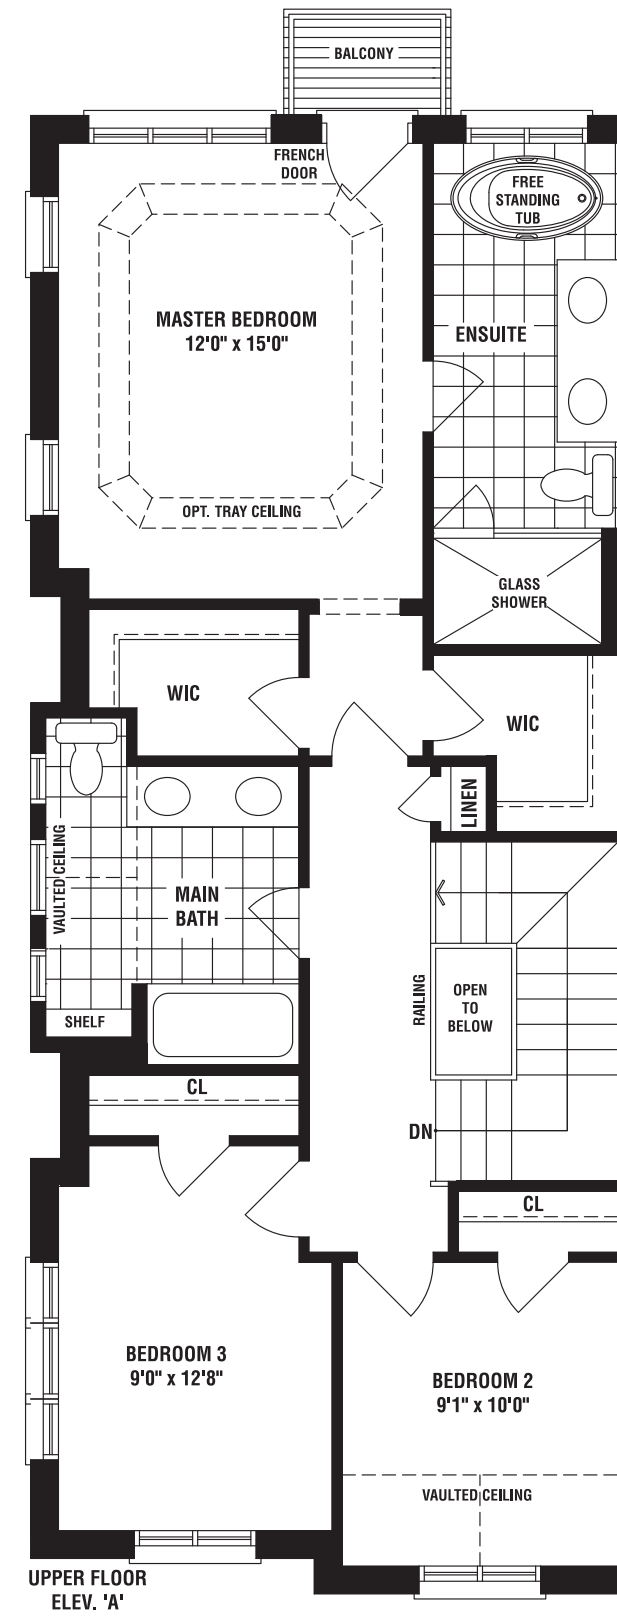 BALCONY
FRENCH
DOOR
FREE
STANDING
TUB
MASTER BEDROOM
12'0" x 15'0"
ENSUITE
OPT. TRAY CEILING
GLASS
SHOWER
WIC
WIC
LINEN
VAULTED CEILING
MAIN
BATH
SHELF
RAILING
OPEN
TO
BELOW
CL
DN
CL
BEDROOM 3
9'0" x 12'8"
BEDROOM 2
9'1" x 10'0"
VAULTED CEILING
UPPER FLOOR
ELEV. 'A'